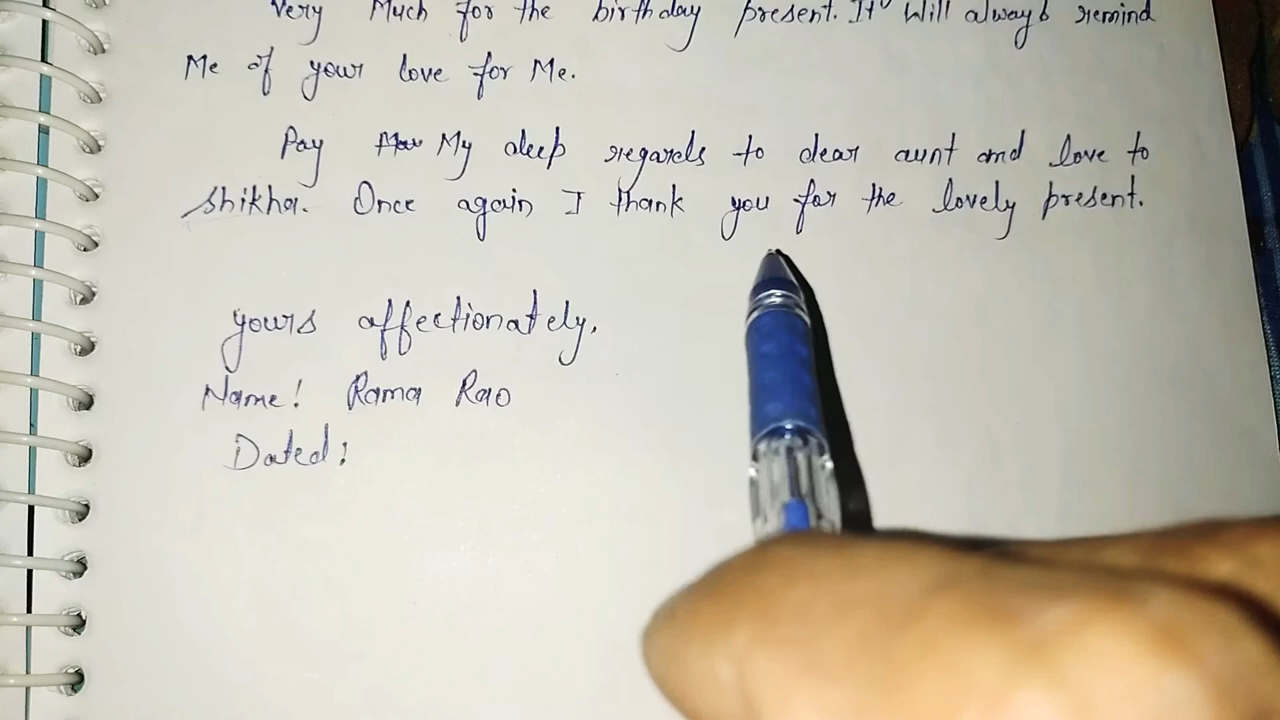 Very Much for the birthday present. It will always remind
Me of your love for Me.
Pay My deep regards to dear aunt and love to
shikha. Once again I thank you for the lovely present.
yours affectionately,
Name! Rama Rao
Dated: